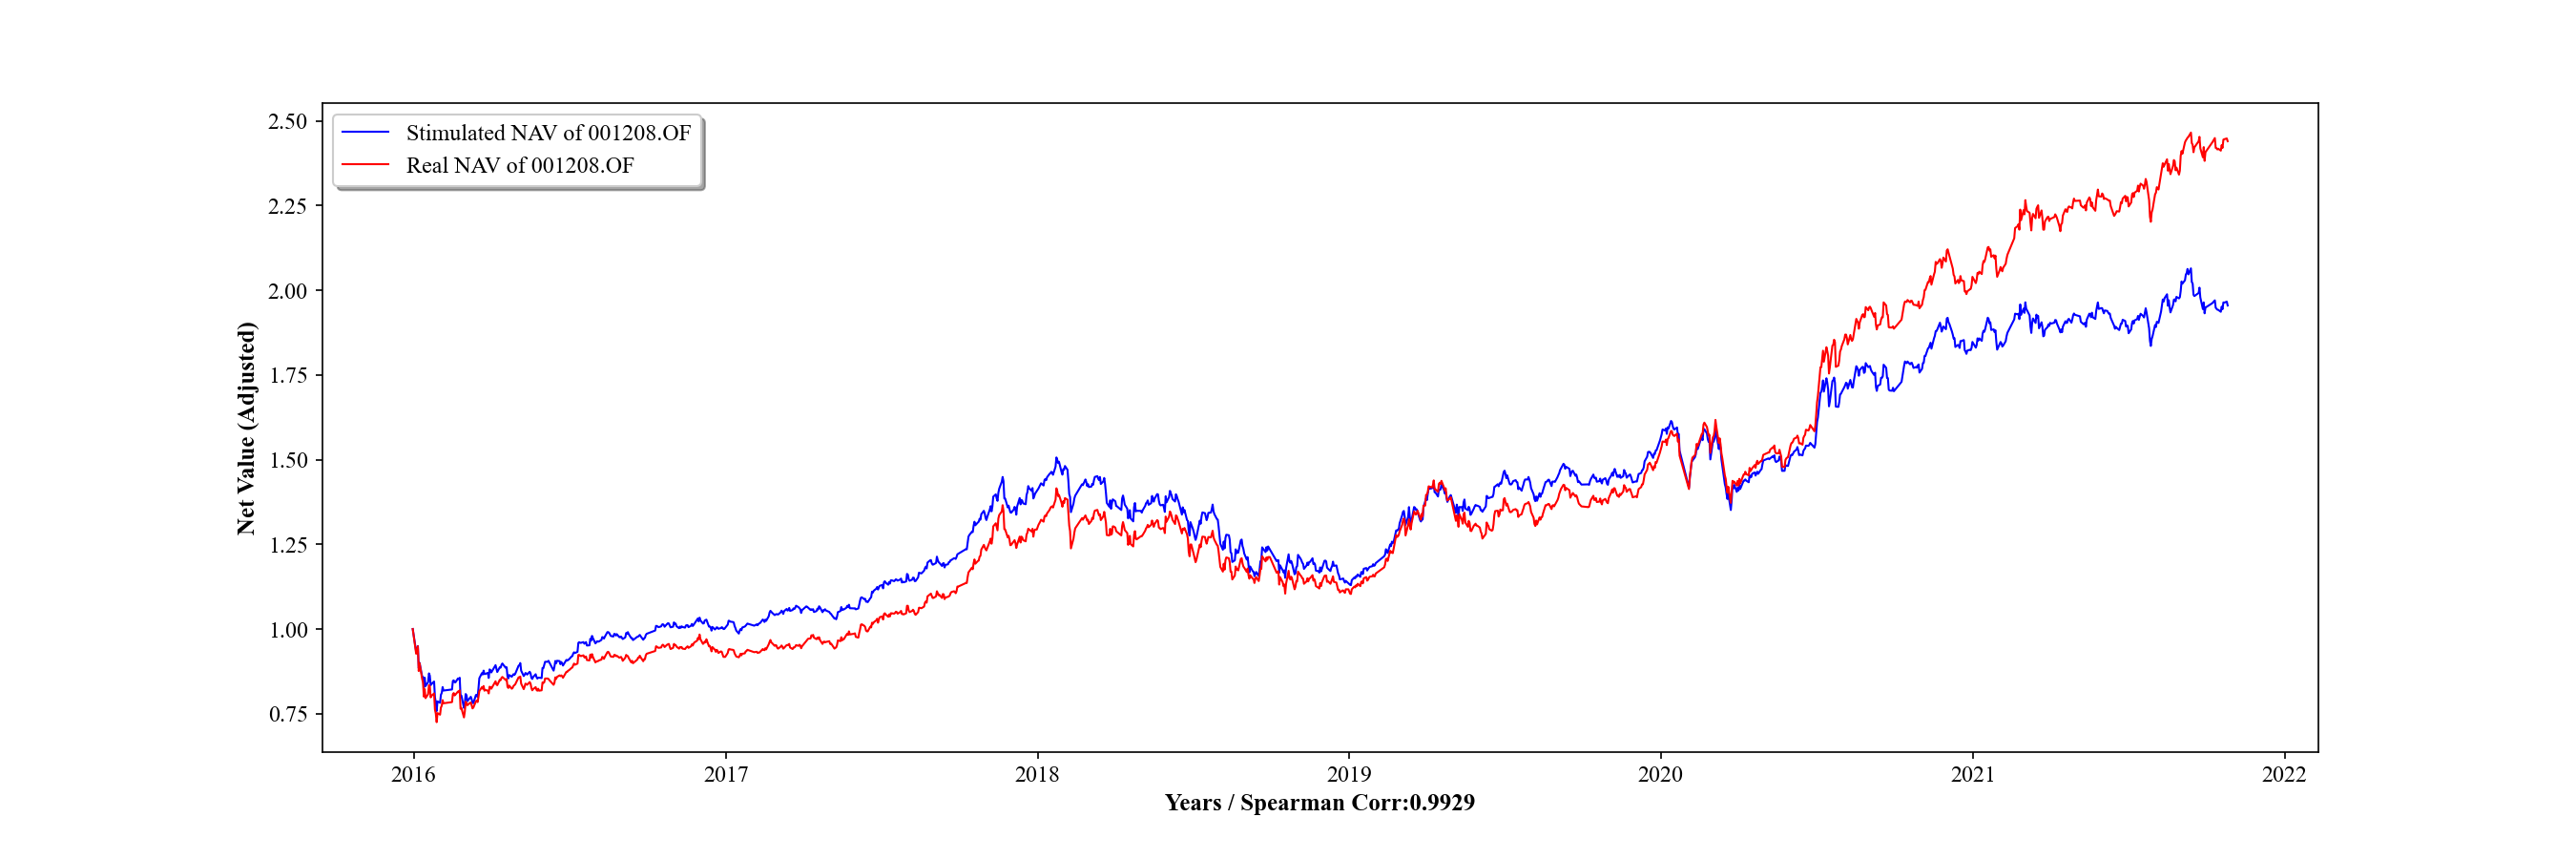 Stimulated NAV of 001208.OF
Real NAV of 001208.OF
Net Value (Adjusted)
2.50
2.25
2.00
1.75
1.50
1.25
1.00
0.75
2016 2017 2018 2019 2020 2021 2022
Years / Spearman Corr:0.9929